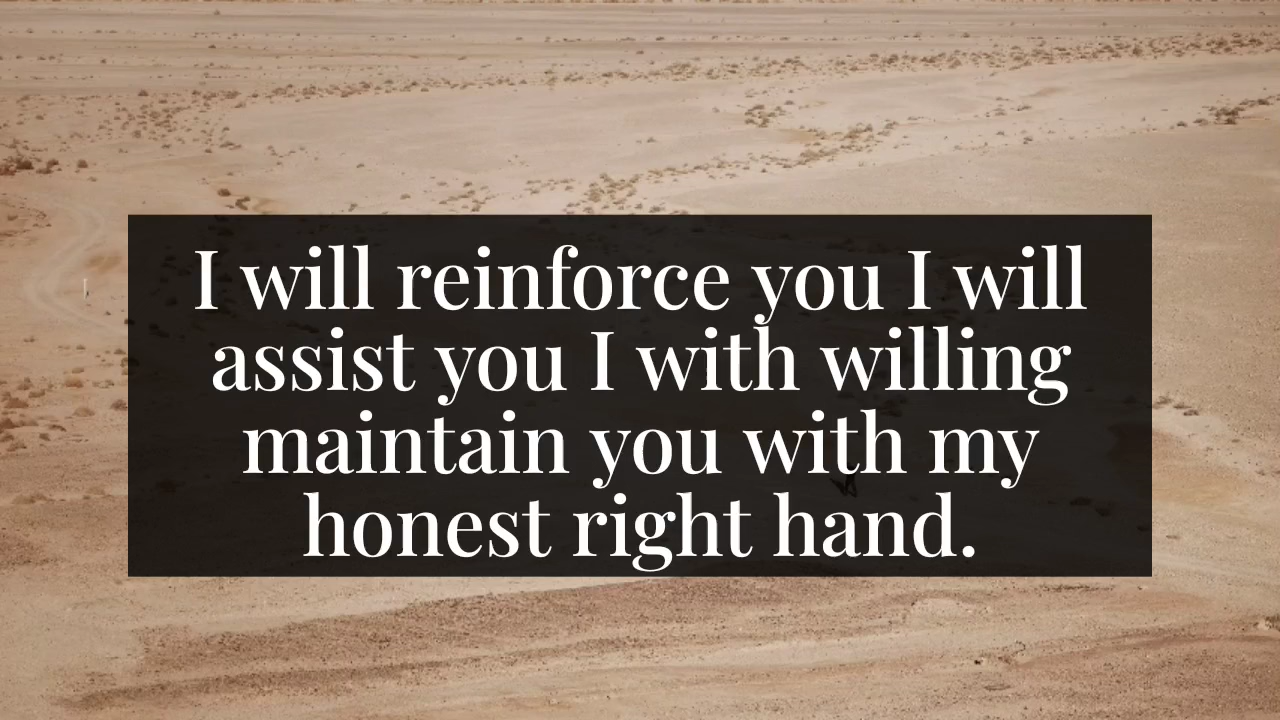 I will reinforce you I will
assist you I with willing
maintain you with my
honest right hand.